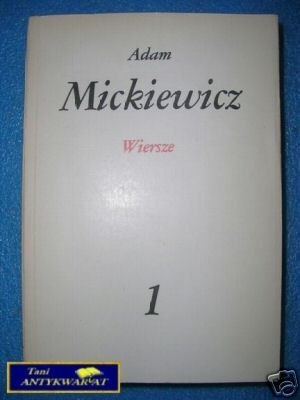 Adam
Mickiewicz
Wiersze
1
Tani
ANTYKWARIAT